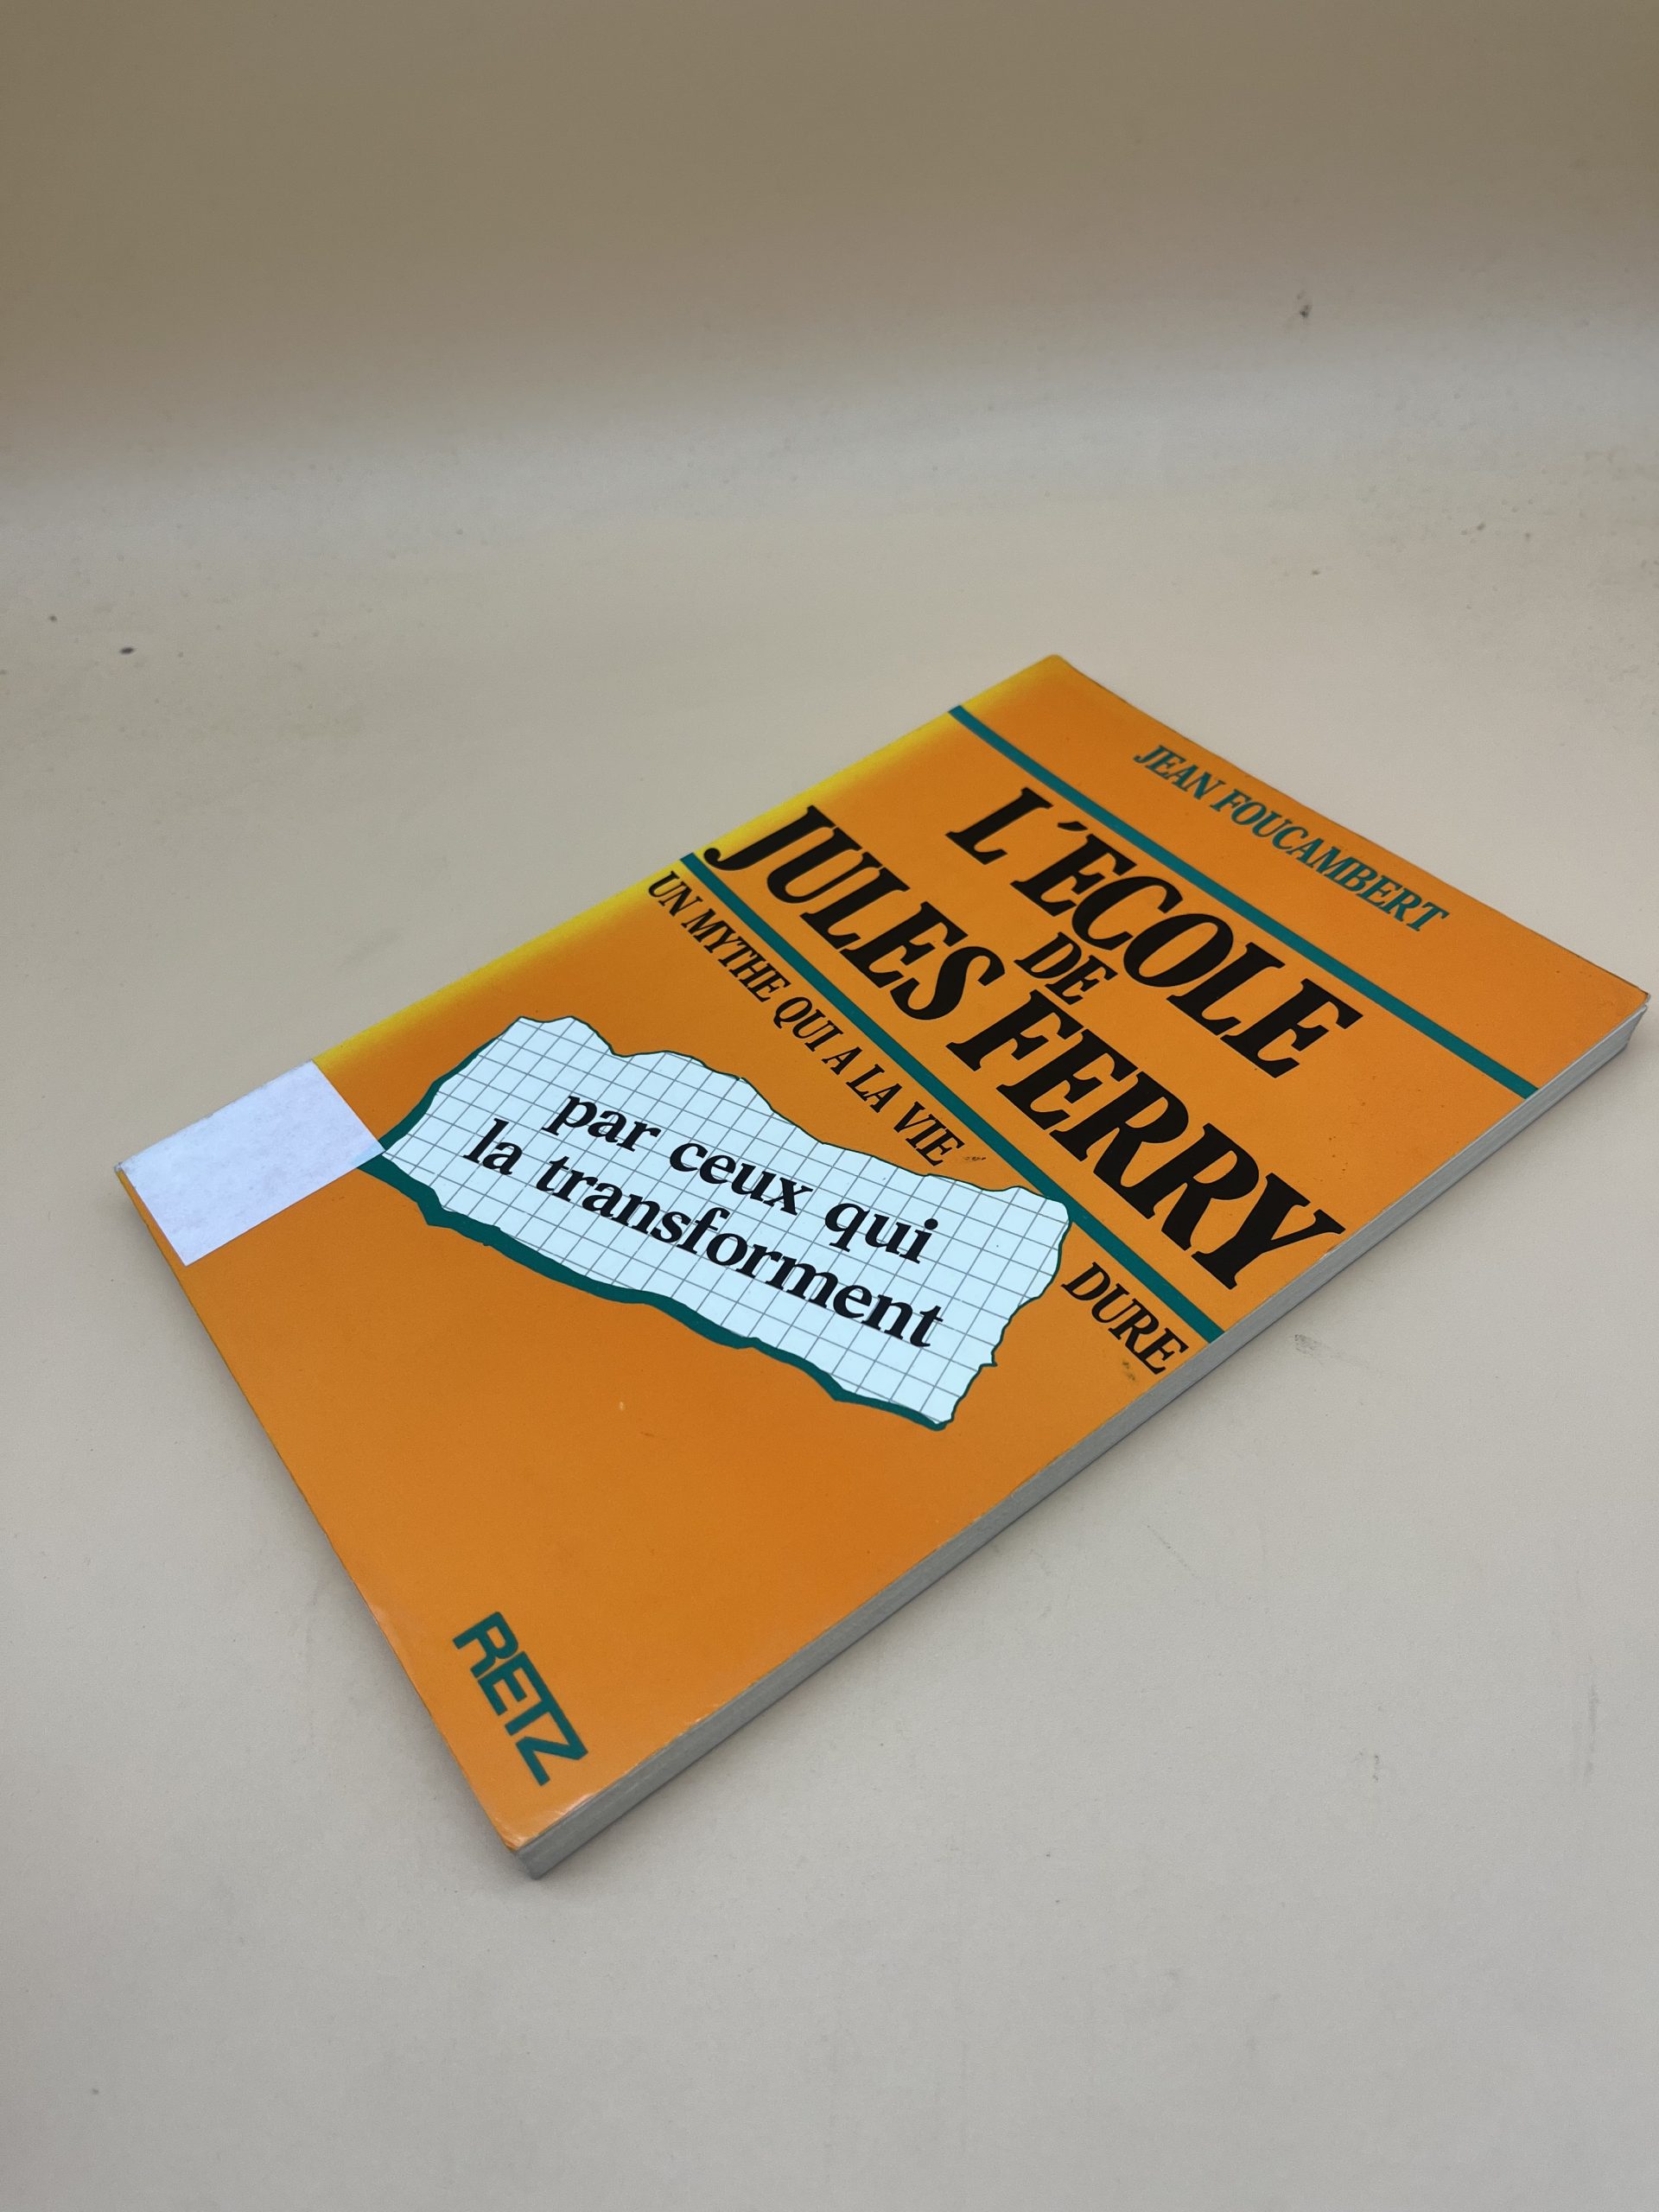 JEAN FOUCAMBERT
L'ÉCOLE
DE
JULES FERRY
UN MYTHE QUI A LA VIE DURE
par ceux qui
la transforment
RETZ